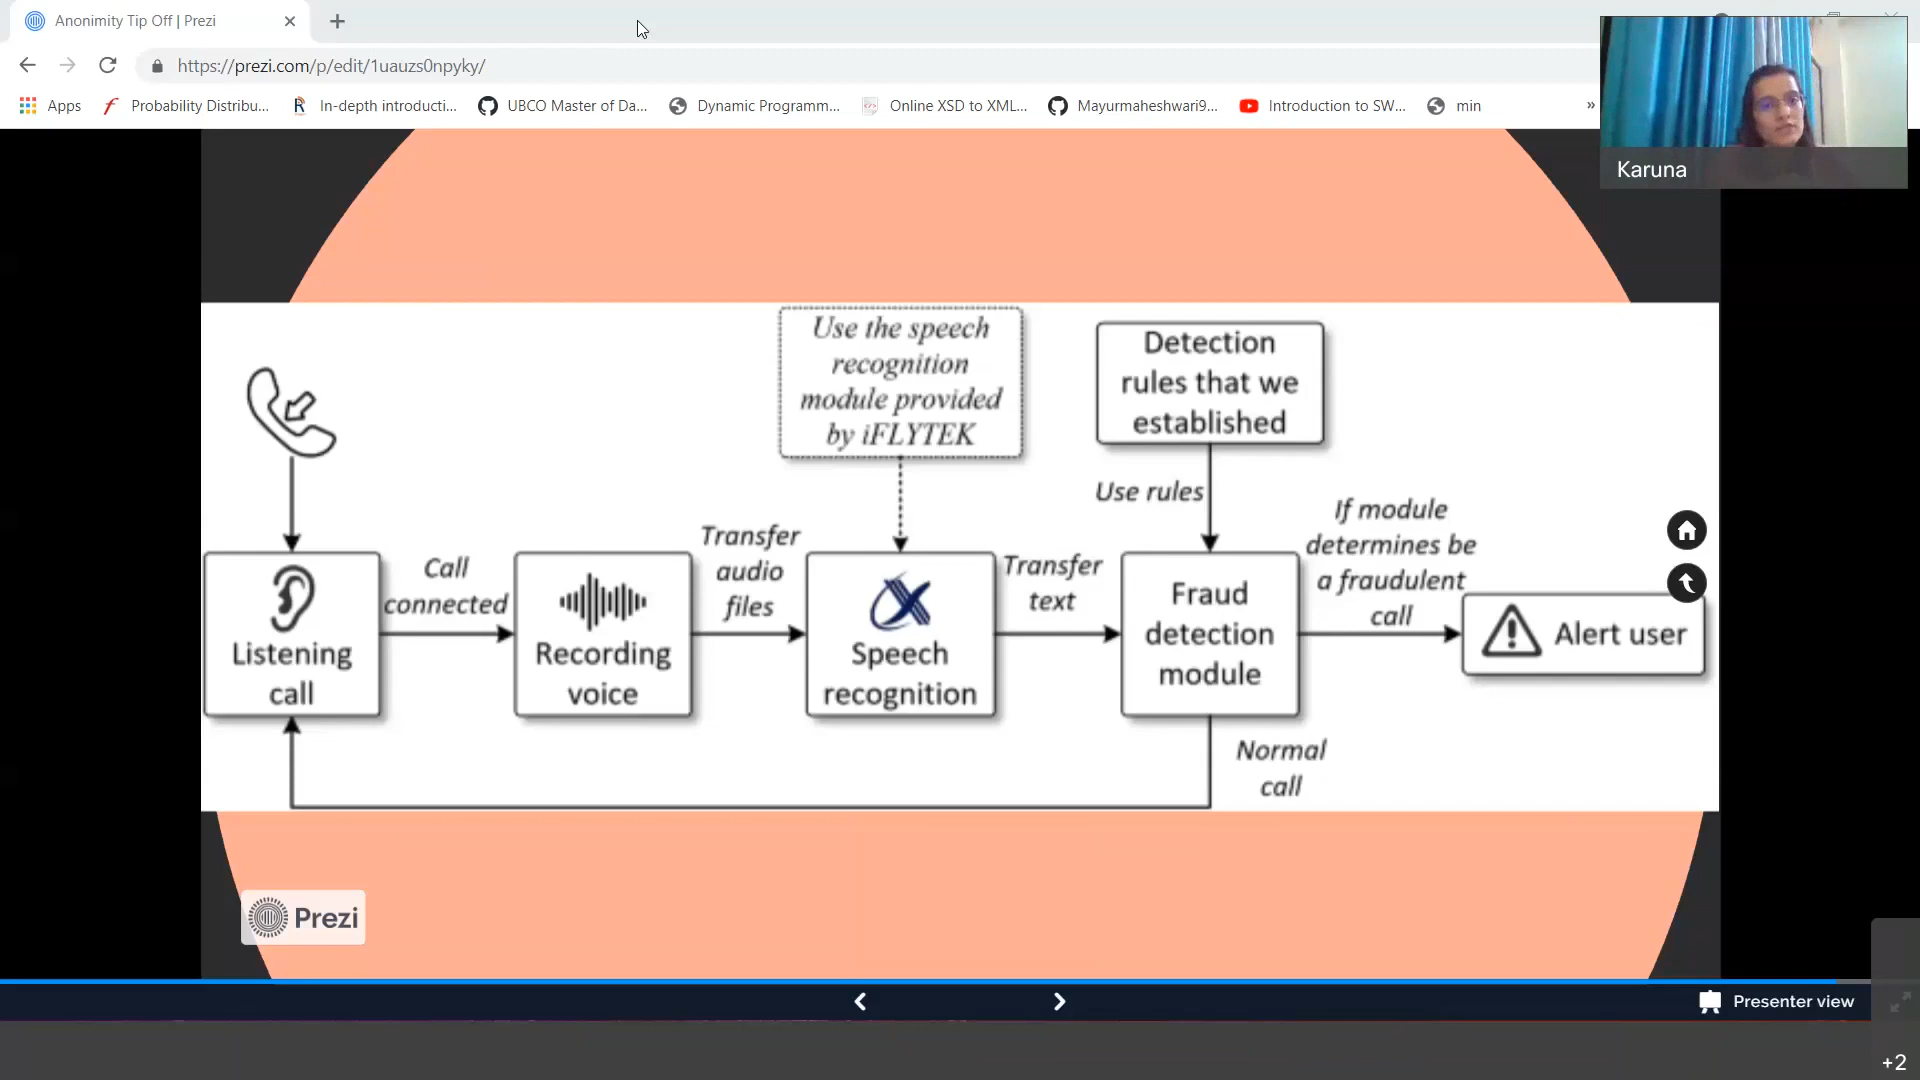 Anonimity Tip Off | Prezi
https://prezi.com/p/edit/1uauzs0npyky/
Apps
Probability Distribu...
In-depth introducti...
UBCO Master of Da...
Dynamic Programm...
Online XSD to XML...
Mayurmaheshwari9...
Introduction to SW...
min
»
Karuna
Use the speech
recognition
module provided
by iFLYTEK
Detection
rules that we
established
Use rules
If module
determines be
a fraudulent
call
Call
connected
Transfer
audio
files
Transfer
text
Listening
call
Recording
voice
Speech
recognition
Fraud
detection
module
Alert user
Normal
call
Prezi
Presenter view
+2